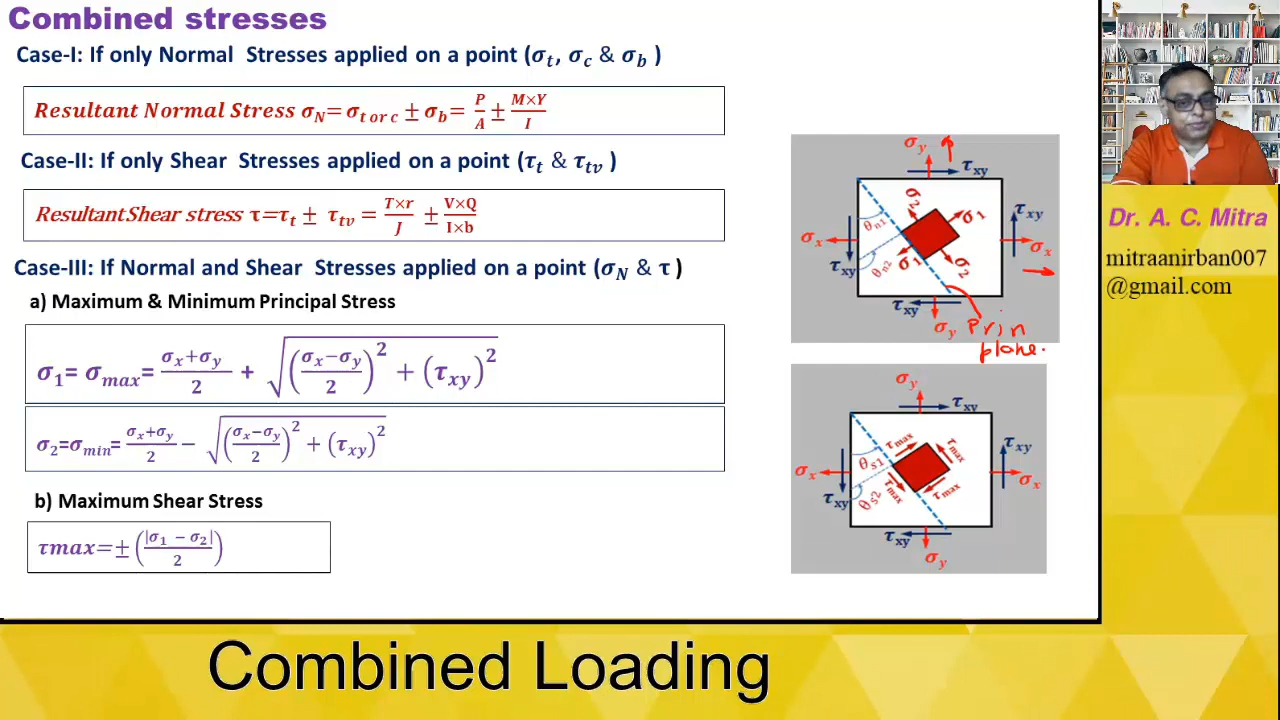 Combined stresses
Case-I: If only Normal Stresses applied on a point (σt, σc & σb )
Resultant Normal Stress σN= σt or c ± σb= P/A ± M×Y/I
Case-II: If only Shear Stresses applied on a point (τt & τtv )
Resultant Shear stress τ=τt ± τtv = T×r/J ± V×Q/I×b
Case-III: If Normal and Shear Stresses applied on a point (σN & τ )
a) Maximum & Minimum Principal Stress
σ1= σmax= σx+σy/2 + √((σx−σy/2)^2 + (τxy)^2)
σ2=σmin= σx+σy/2 − √((σx−σy/2)^2 + (τxy)^2)
b) Maximum Shear Stress
τmax=± (|σ1 − σ2|/2)
σy
τxy
τxy
σ2
σ1
θn1
σx
σx
τxy
θn2
σ1
σ2
τxy
σy
Prin
plane.
σy
τxy
τxy
τmax
τmax
θs1
σx
σx
τxy
θS2
τmax
τmax
τxy
σy
Dr. A. C. Mitra
mitraanirban007
@gmail.com
Combined Loading